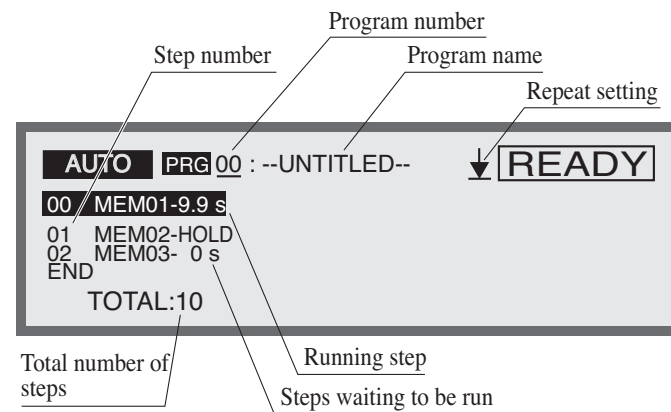 Program number
Step number
Program name
Repeat setting
AUTO PRG 00 : --UNTITLED-- READY
00 MEM01-9.9 s
01 MEM02-HOLD
02 MEM03- 0 s
END
TOTAL:10
Total number of
steps
Running step
Steps waiting to be run